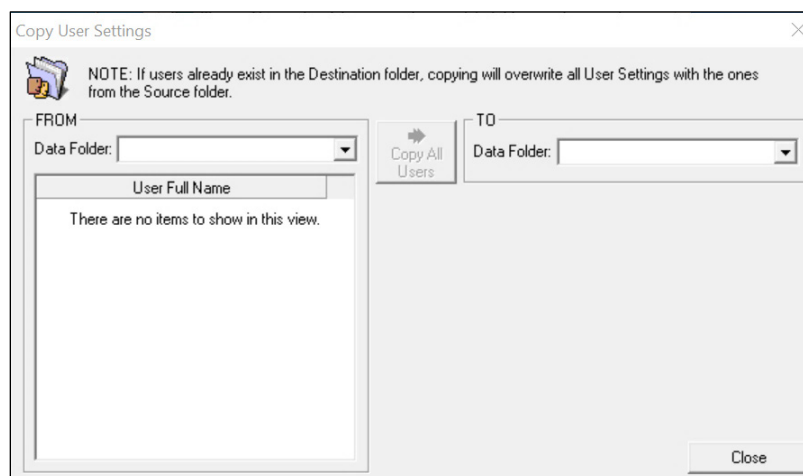 Copy User Settings
NOTE: If users already exist in the Destination folder, copying will overwrite all User Settings with the ones
from the Source folder.
FROM
Data Folder:
User Full Name
There are no items to show in this view.
Copy All
Users
TO
Data Folder:
Close